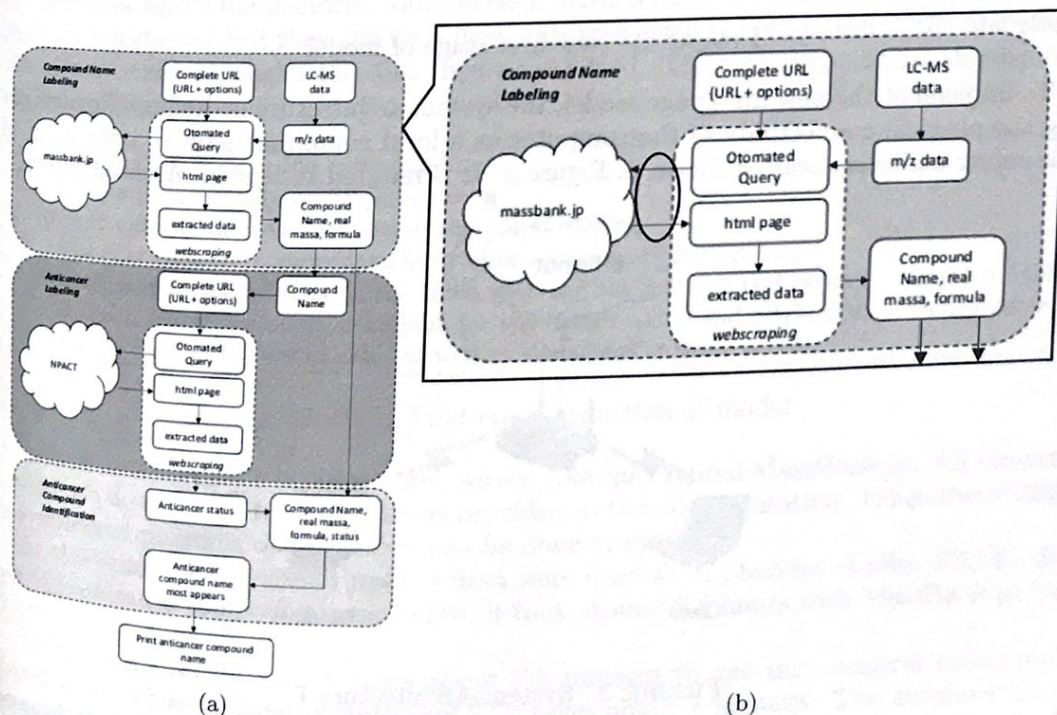 Compound Name
Labeling
Complete URL
(URL + options)
LC-MS
data
massbank.jp
Otomated
Query
m/z data
html page
extracted data
Compound
Name, real
massa, formula
webscraping
Anticancer
Labeling
Complete URL
(URL + options)
Compound
Name
NPACT
Otomated
Query
html page
extracted data
webscraping
Anticancer
Compound
Identification
Anticancer status
Compound Name,
real massa,
formula, status
Anticancer
compound name
most appears
Print anticancer compound
name
(a)
Compound Name
Labeling
Complete URL
(URL + options)
LC-MS
data
massbank.jp
Otomated
Query
m/z data
html page
extracted data
Compound
Name, real
massa, formula
webscraping
(b)